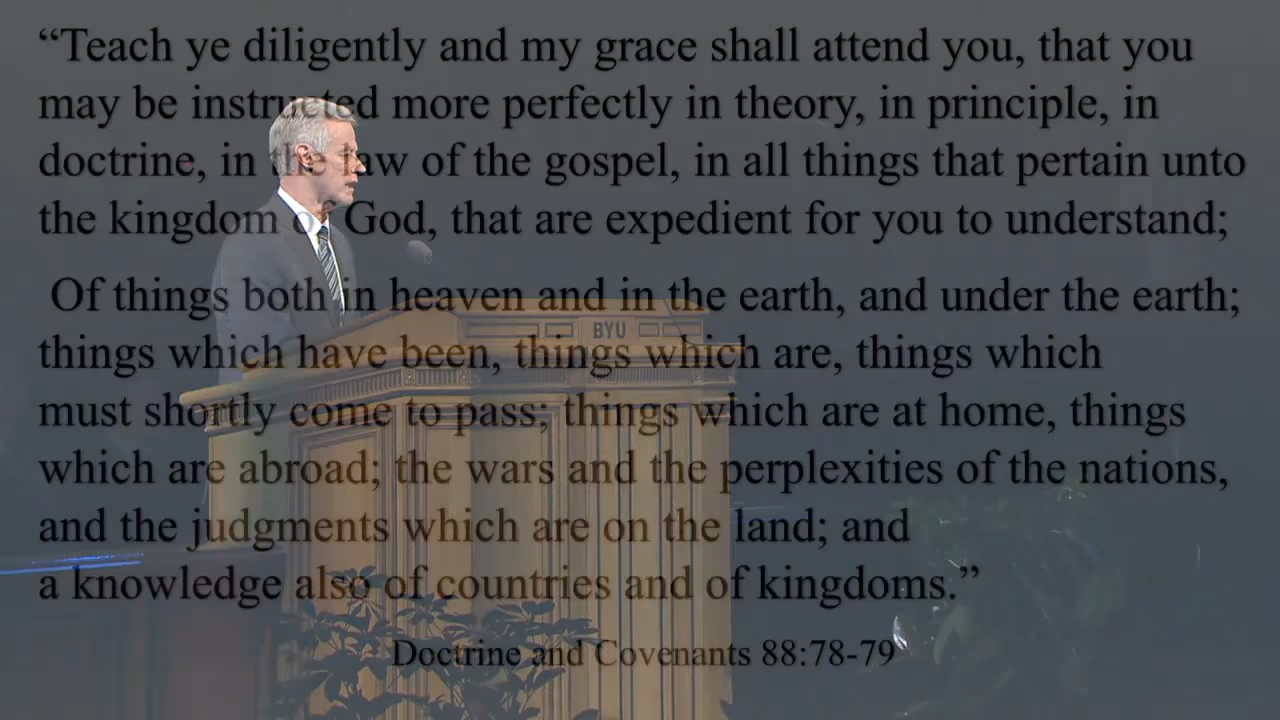 “Teach ye diligently and my grace shall attend you, that you
may be instructed more perfectly in theory, in principle, in
doctrine, in the law of the gospel, in all things that pertain unto
the kingdom of God, that are expedient for you to understand;
Of things both in heaven and in the earth, and under the earth;
things which have been, things which are, things which
must shortly come to pass; things which are at home, things
which are abroad; the wars and the perplexities of the nations,
and the judgments which are on the land; and
a knowledge also of countries and of kingdoms.”
Doctrine and Covenants 88:78-79
BYU